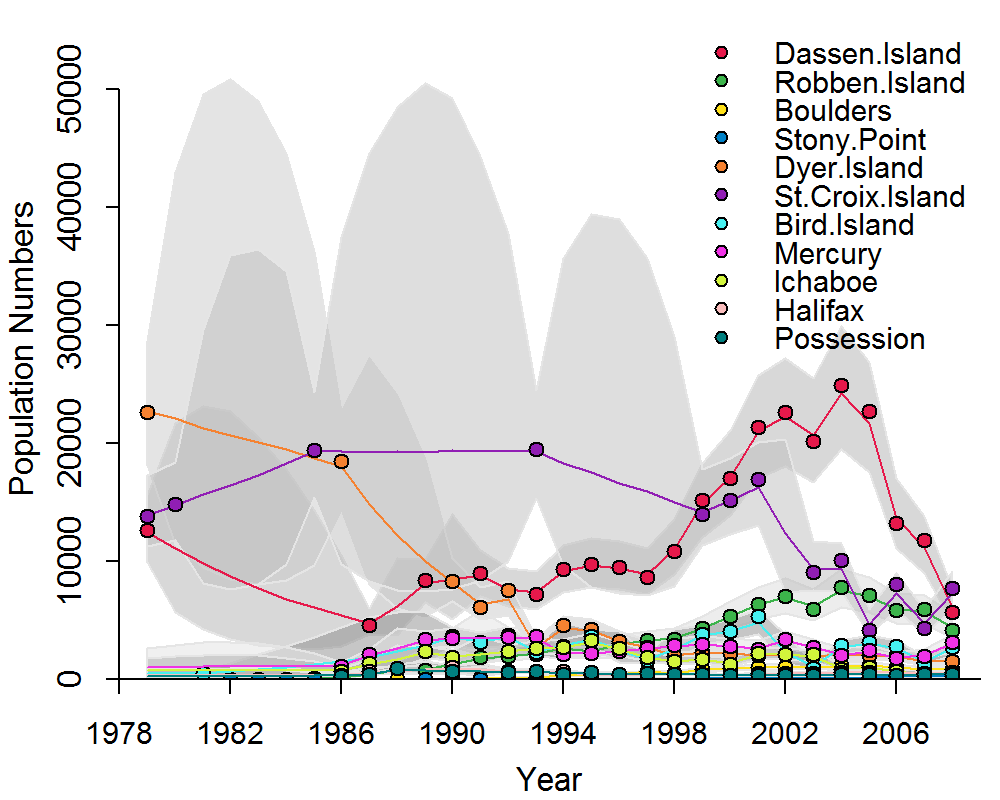 Dassen.Island
Robben.Island
Boulders
Stony.Point
Dyer.Island
St.Croix.Island
Bird.Island
Mercury
Ichaboe
Halifax
Possession
Population Numbers
50000
40000
30000
20000
10000
0
1978 1982 1986 1990 1994 1998 2002 2006
Year